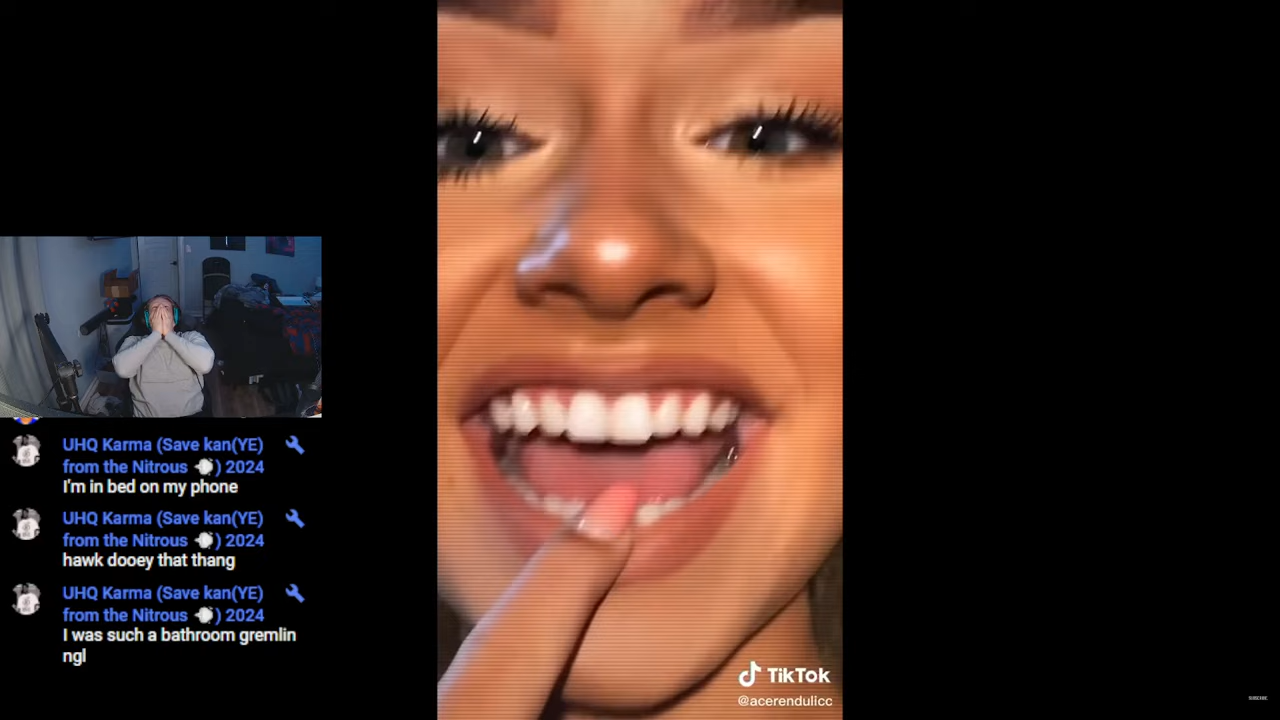 UHQ Karma (Save kan(YE)
from the Nitrous 💨) 2024
I'm in bed on my phone
UHQ Karma (Save kan(YE)
from the Nitrous 💨) 2024
hawk dooey that thang
UHQ Karma (Save kan(YE)
from the Nitrous 💨) 2024
I was such a bathroom gremlin
ngl
TikTok
@acerendulicc
SUBSCRIBE